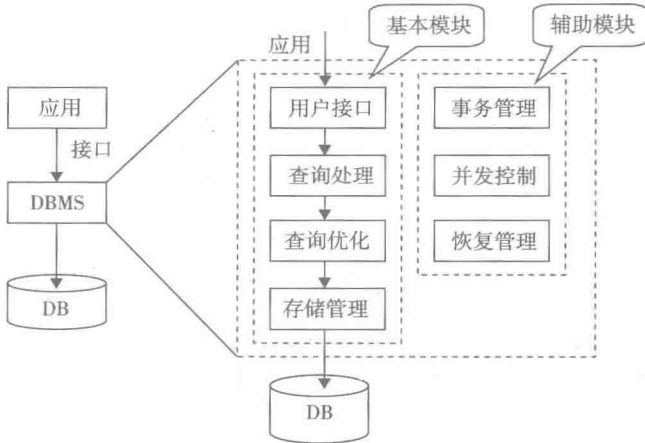 应用
接口
DBMS
DB
应用
基本模块
辅助模块
用户接口
查询处理
查询优化
存储管理
事务管理
并发控制
恢复管理
DB